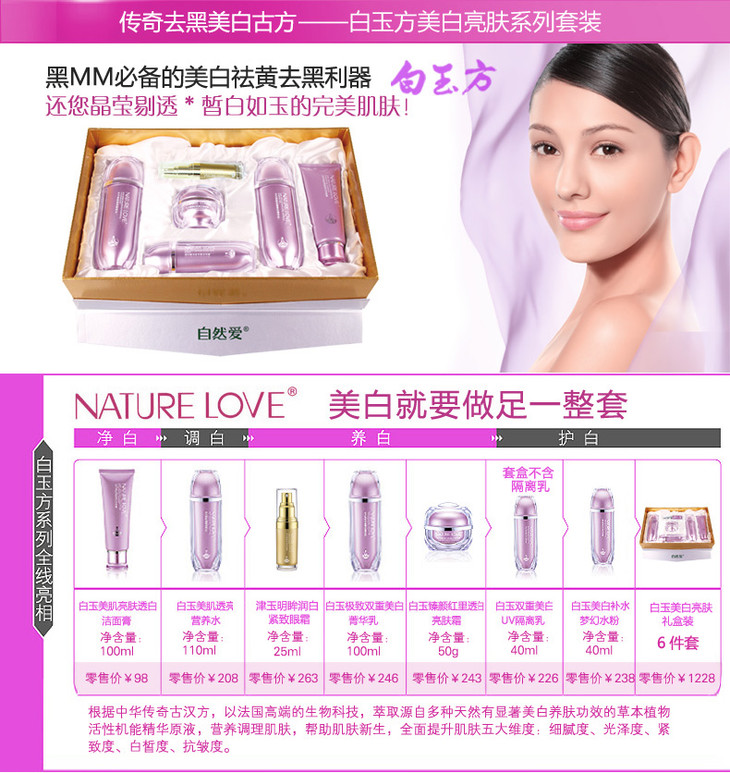 传奇去黑美白古方——白玉方美白亮肤系列套装
黑MM必备的美白祛黄去黑利器 白玉方
还您晶莹剔透*皙白如玉的完美肌肤！
NATURE LOVE
NATURE LOVE
自然爱®
NATURE LOVE® 美白就要做足一整套
净白 调白 养白 护白
白玉方系列全线亮相
套盒不含
隔离乳
白玉美肌亮肤透白
洁面膏
净含量：
100ml
零售价￥98
白玉美肌透亮
营养水
净含量：
110ml
零售价￥208
津玉明眸润白
紧致眼霜
净含量：
25ml
零售价￥263
白玉极致双重美白
菁华乳
净含量：
100ml
零售价￥246
白玉臻颜红里透白
亮肤霜
净含量：
50g
零售价￥243
白玉双重美白
UV隔离乳
净含量：
40ml
零售价￥226
白玉美白补水
梦幻水粉
净含量：
40ml
零售价￥238
白玉美白亮肤
礼盒装
6件套
零售价￥1228
根据中华传奇古汉方，以法国高端的生物科技，萃取源自多种天然有显著美白养肤功效的草本植物
活性机能精华原液，营养调理肌肤，帮助肌肤新生，全面提升肌肤五大维度：细腻度、光泽度、紧
致度、白皙度、抗皱度。